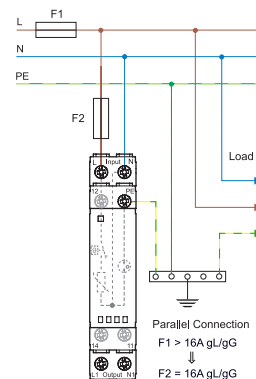 F1
L
N
PE
F2
L Input N
12 PE
Load
14 11
L1 Output N1
Parallel Connection
F1 > 16A gL/gG
⇓
F2 = 16A gL/gG